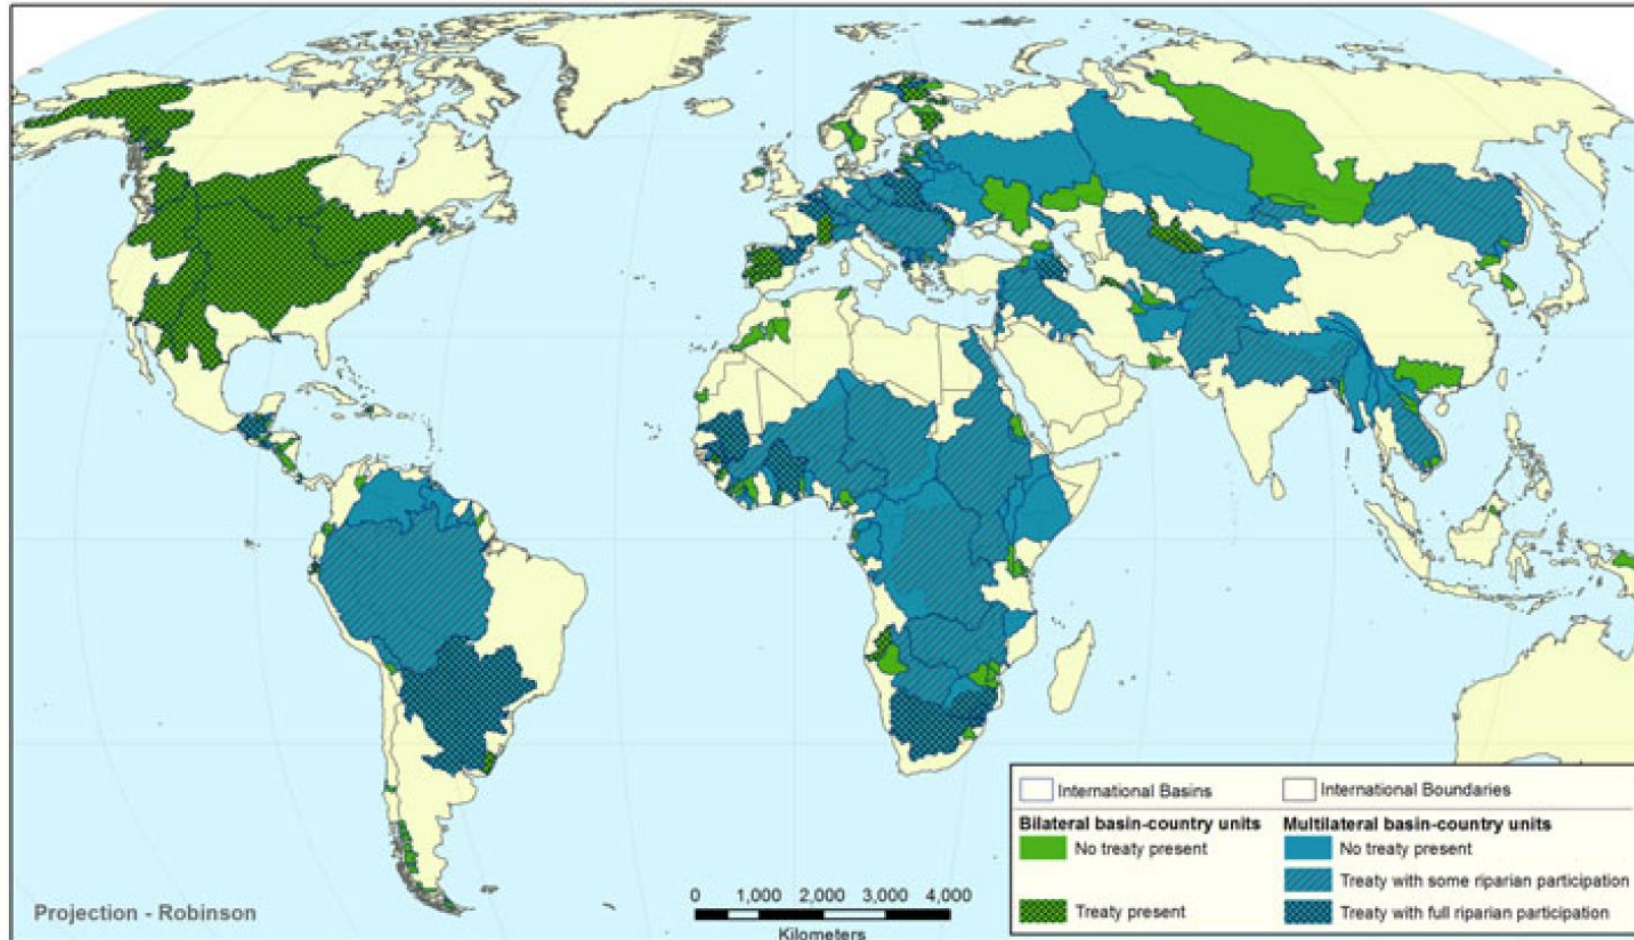 International Basins
International Boundaries
Bilateral basin-country units
No treaty present
Treaty present
Multilateral basin-country units
No treaty present
Treaty with some riparian participation
Treaty with full riparian participation
0 1,000 2,000 3,000 4,000
Kilometers
Projection - Robinson